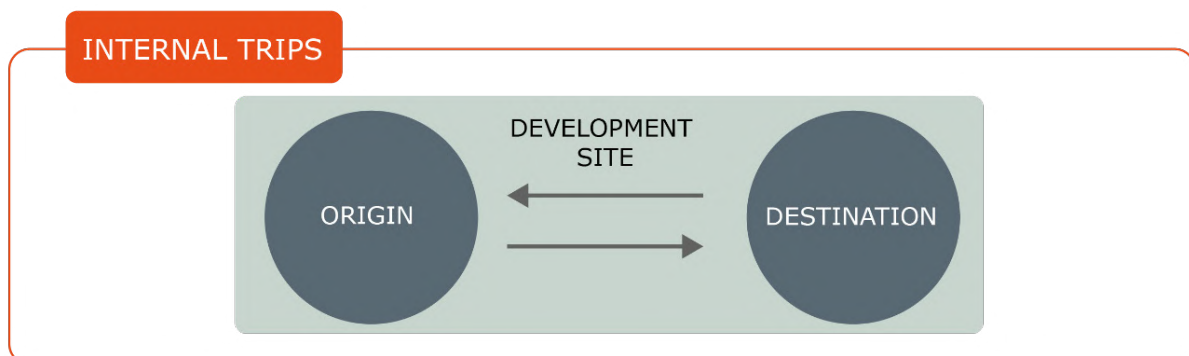 INTERNAL TRIPS
DEVELOPMENT
SITE
ORIGIN
DESTINATION